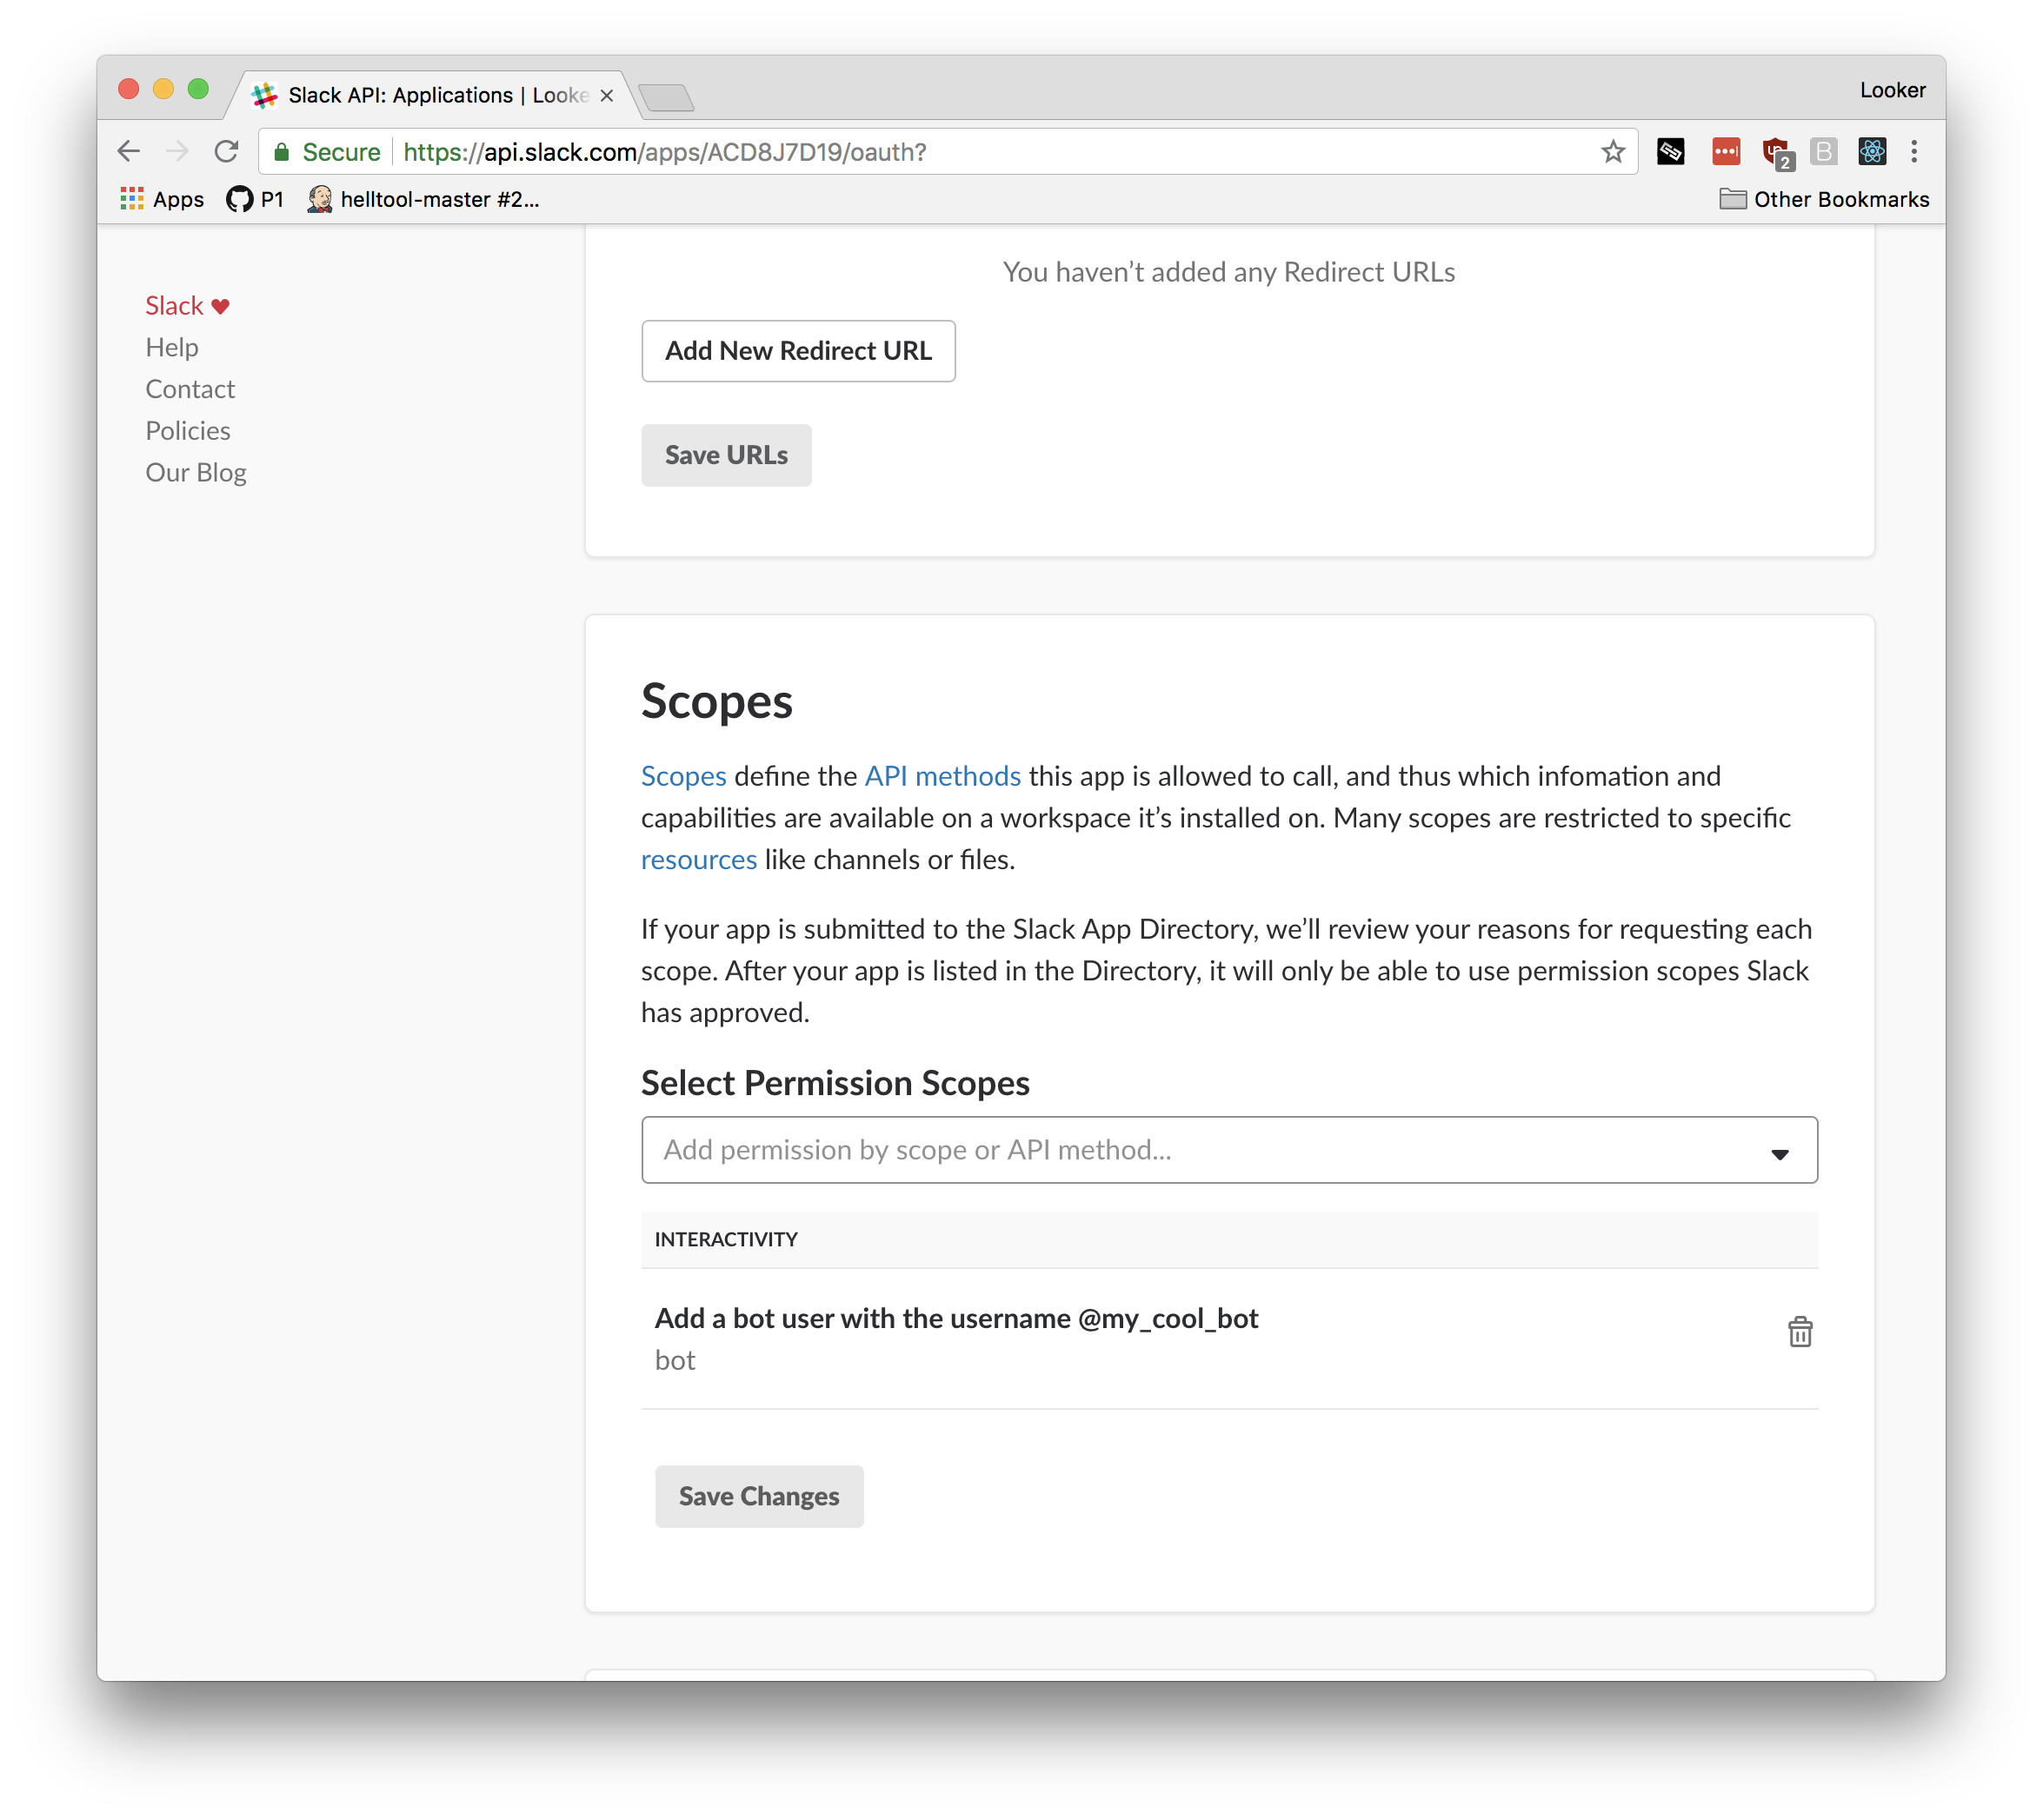 Slack API: Applications | Looke
Looker
Secure https://api.slack.com/apps/ACD8J7D19/oauth?
2
B
Apps P1 helltool-master #2...
Other Bookmarks
Slack
Help
Contact
Policies
Our Blog
You haven’t added any Redirect URLs
Add New Redirect URL
Save URLs
Scopes
Scopes define the API methods this app is allowed to call, and thus which infomation and
capabilities are available on a workspace it’s installed on. Many scopes are restricted to specific
resources like channels or files.
If your app is submitted to the Slack App Directory, we’ll review your reasons for requesting each
scope. After your app is listed in the Directory, it will only be able to use permission scopes Slack
has approved.
Select Permission Scopes
Add permission by scope or API method...
INTERACTIVITY
Add a bot user with the username @my_cool_bot
bot
Save Changes